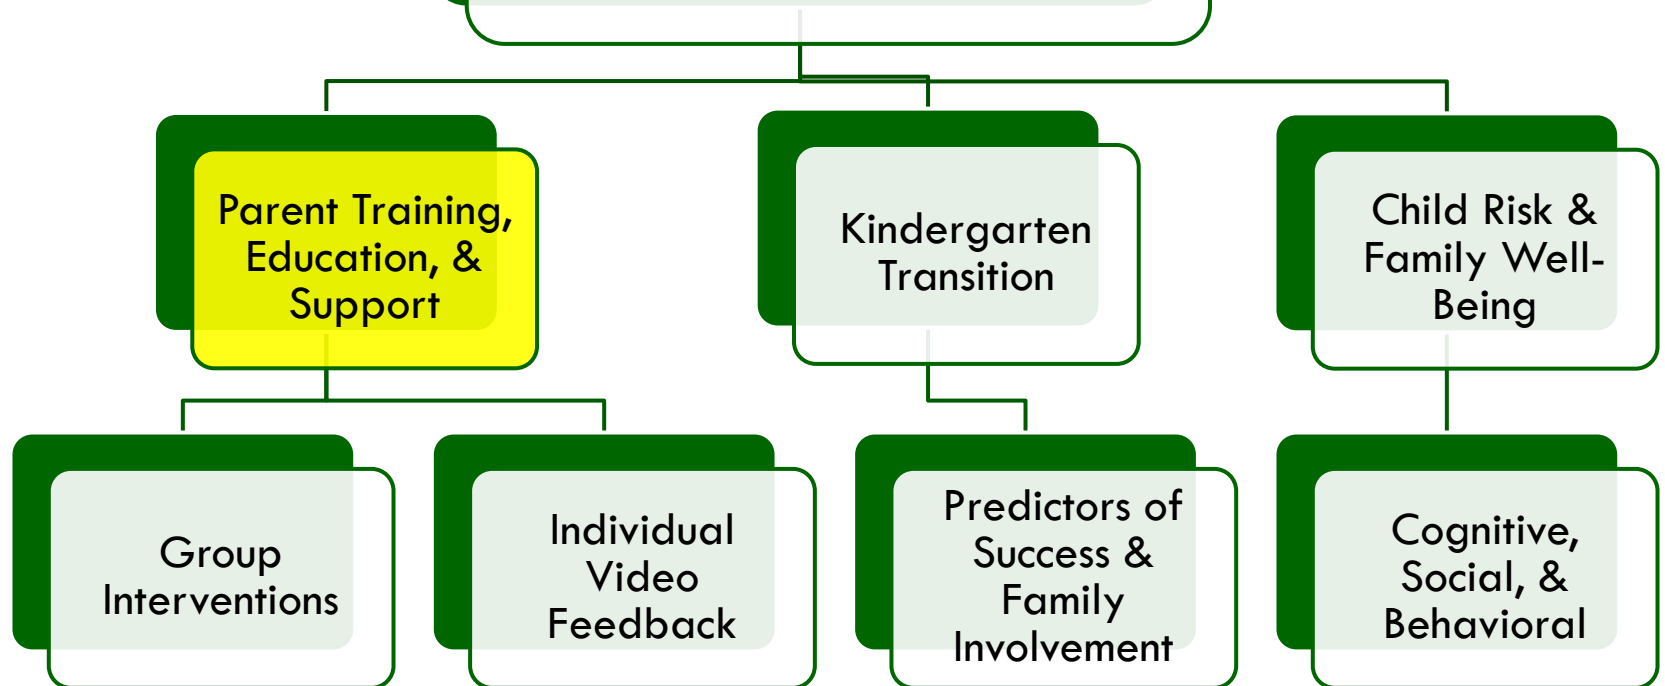 Parent Training,
Education, &
Support
Kindergarten
Transition
Child Risk &
Family Well-
Being
Group
Interventions
Individual
Video
Feedback
Predictors of
Success &
Family
Involvement
Cognitive,
Social, &
Behavioral